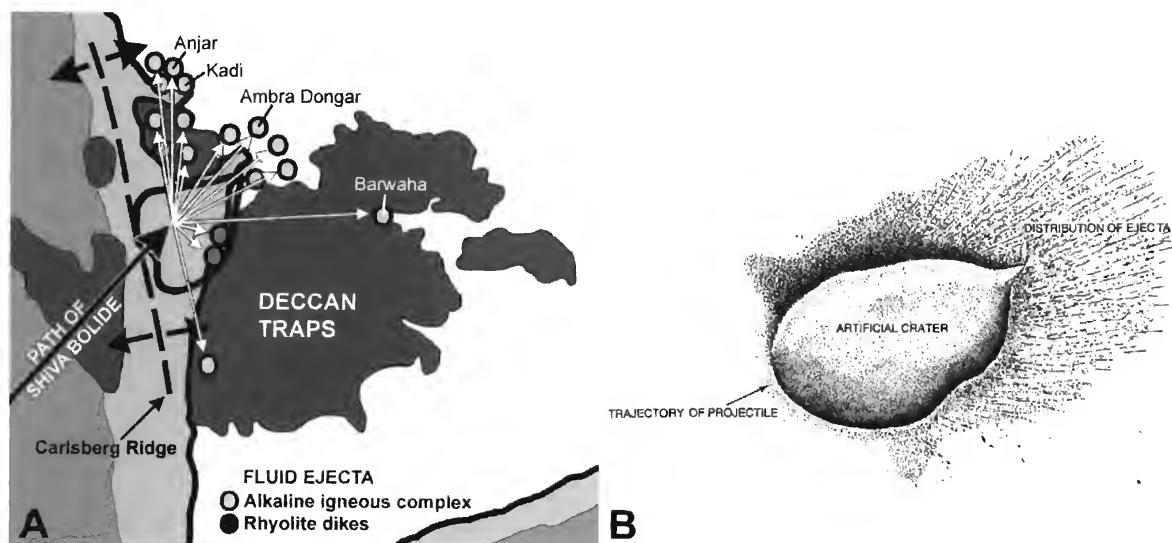 Anjar
Kadi
Ambra Dongar
Barwaha
DECCAN
TRAPS
PATH OF
SHIVA BOLIDE
Carlsberg Ridge
FLUID EJECTA
Alkaline igneous complex
Rhyolite dikes
A
DISTRIBUTION OF EJECTA
ARTIFICIAL CRATER
TRAJECTORY OF PROJECTILE
B